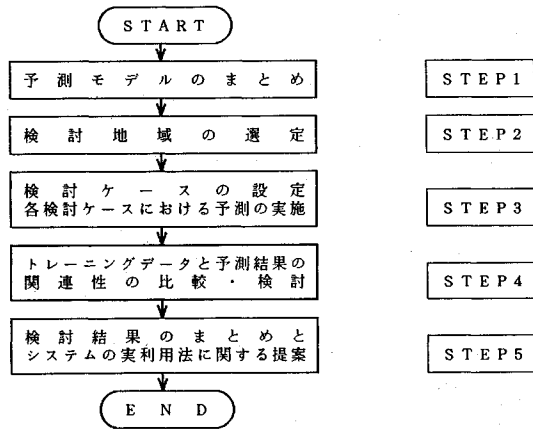 START
予測モデルのまとめ
STEP1
検討地域の選定
STEP2
検討ケースの設定
各検討ケースにおける予測の実施
STEP3
トレーニングデータと予測結果の
関連性の比較・検討
STEP4
検討結果のまとめと
システムの実利用法に関する提案
STEP5
END